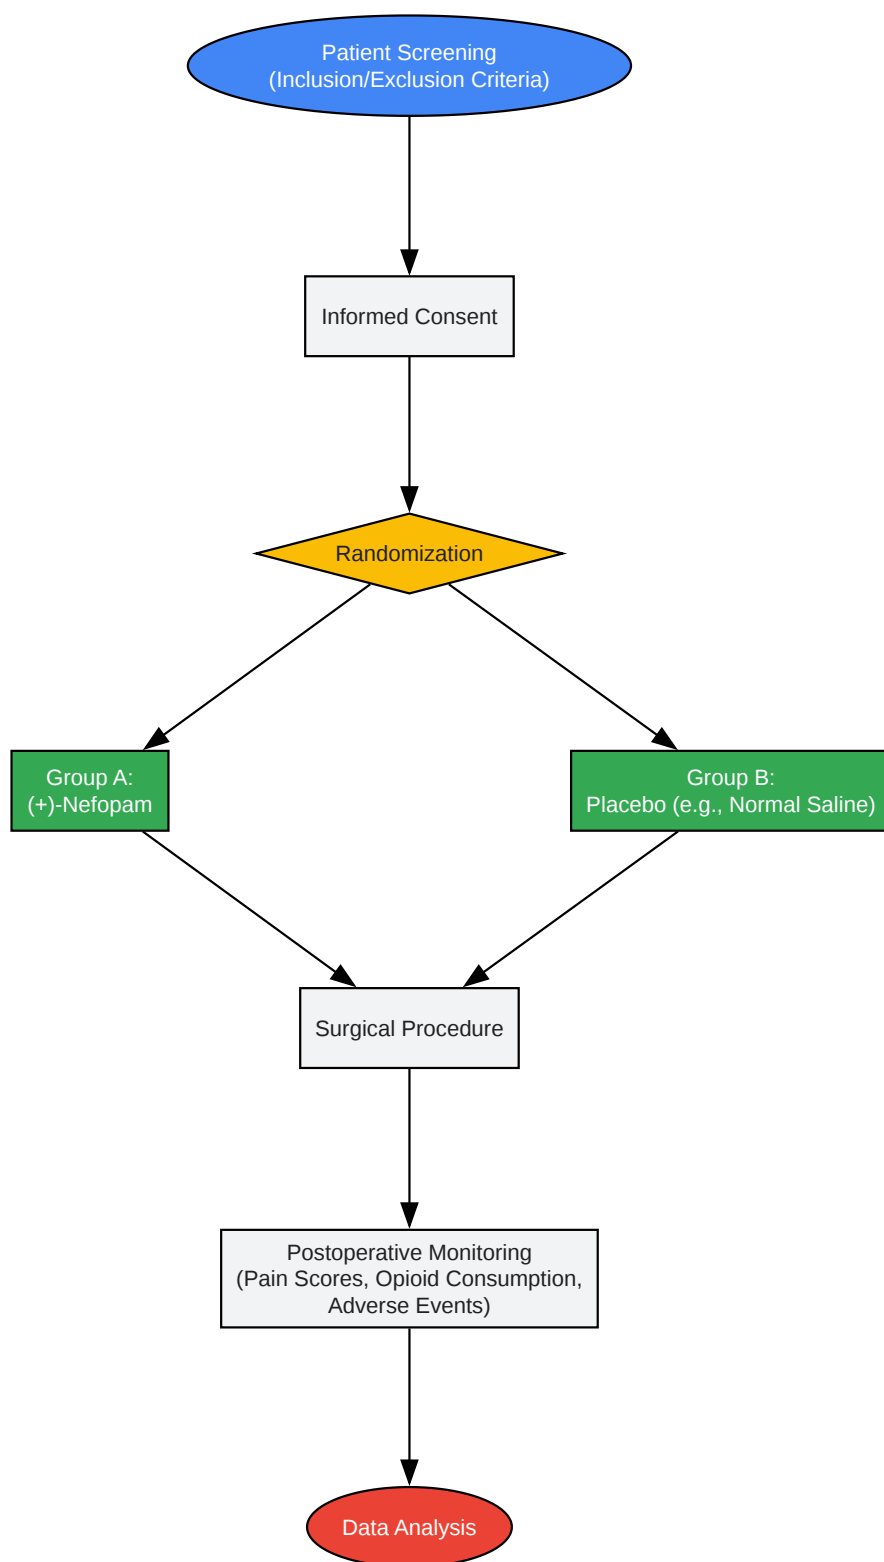 Patient Screening
(Inclusion/Exclusion Criteria)
Informed Consent
Randomization
Group A:
(+)-Nefopam
Group B:
Placebo (e.g., Normal Saline)
Surgical Procedure
Postoperative Monitoring
(Pain Scores, Opioid Consumption,
Adverse Events)
Data Analysis